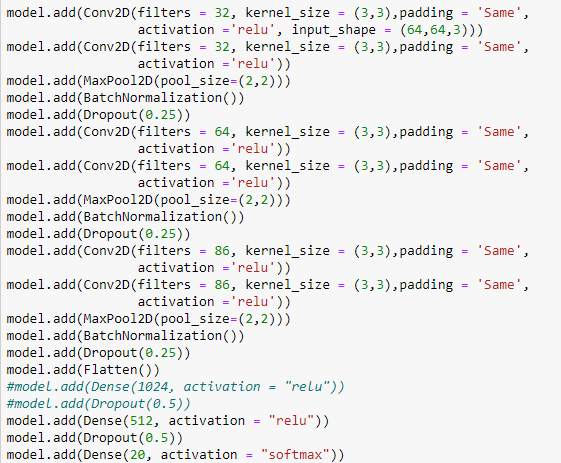 model.add(Conv2D(filters = 32, kernel_size = (3,3),padding = 'Same',
                 activation ='relu', input_shape = (64,64,3)))
model.add(Conv2D(filters = 32, kernel_size = (3,3),padding = 'Same',
                 activation ='relu'))
model.add(MaxPool2D(pool_size=(2,2)))
model.add(BatchNormalization())
model.add(Dropout(0.25))
model.add(Conv2D(filters = 64, kernel_size = (3,3),padding = 'Same',
                 activation ='relu'))
model.add(Conv2D(filters = 64, kernel_size = (3,3),padding = 'Same',
                 activation ='relu'))
model.add(MaxPool2D(pool_size=(2,2)))
model.add(BatchNormalization())
model.add(Dropout(0.25))
model.add(Conv2D(filters = 86, kernel_size = (3,3),padding = 'Same',
                 activation ='relu'))
model.add(Conv2D(filters = 86, kernel_size = (3,3),padding = 'Same',
                 activation ='relu'))
model.add(MaxPool2D(pool_size=(2,2)))
model.add(BatchNormalization())
model.add(Dropout(0.25))
model.add(Flatten())
#model.add(Dense(1024, activation = "relu"))
#model.add(Dropout(0.5))
model.add(Dense(512, activation = "relu"))
model.add(Dropout(0.5))
model.add(Dense(20, activation = "softmax"))